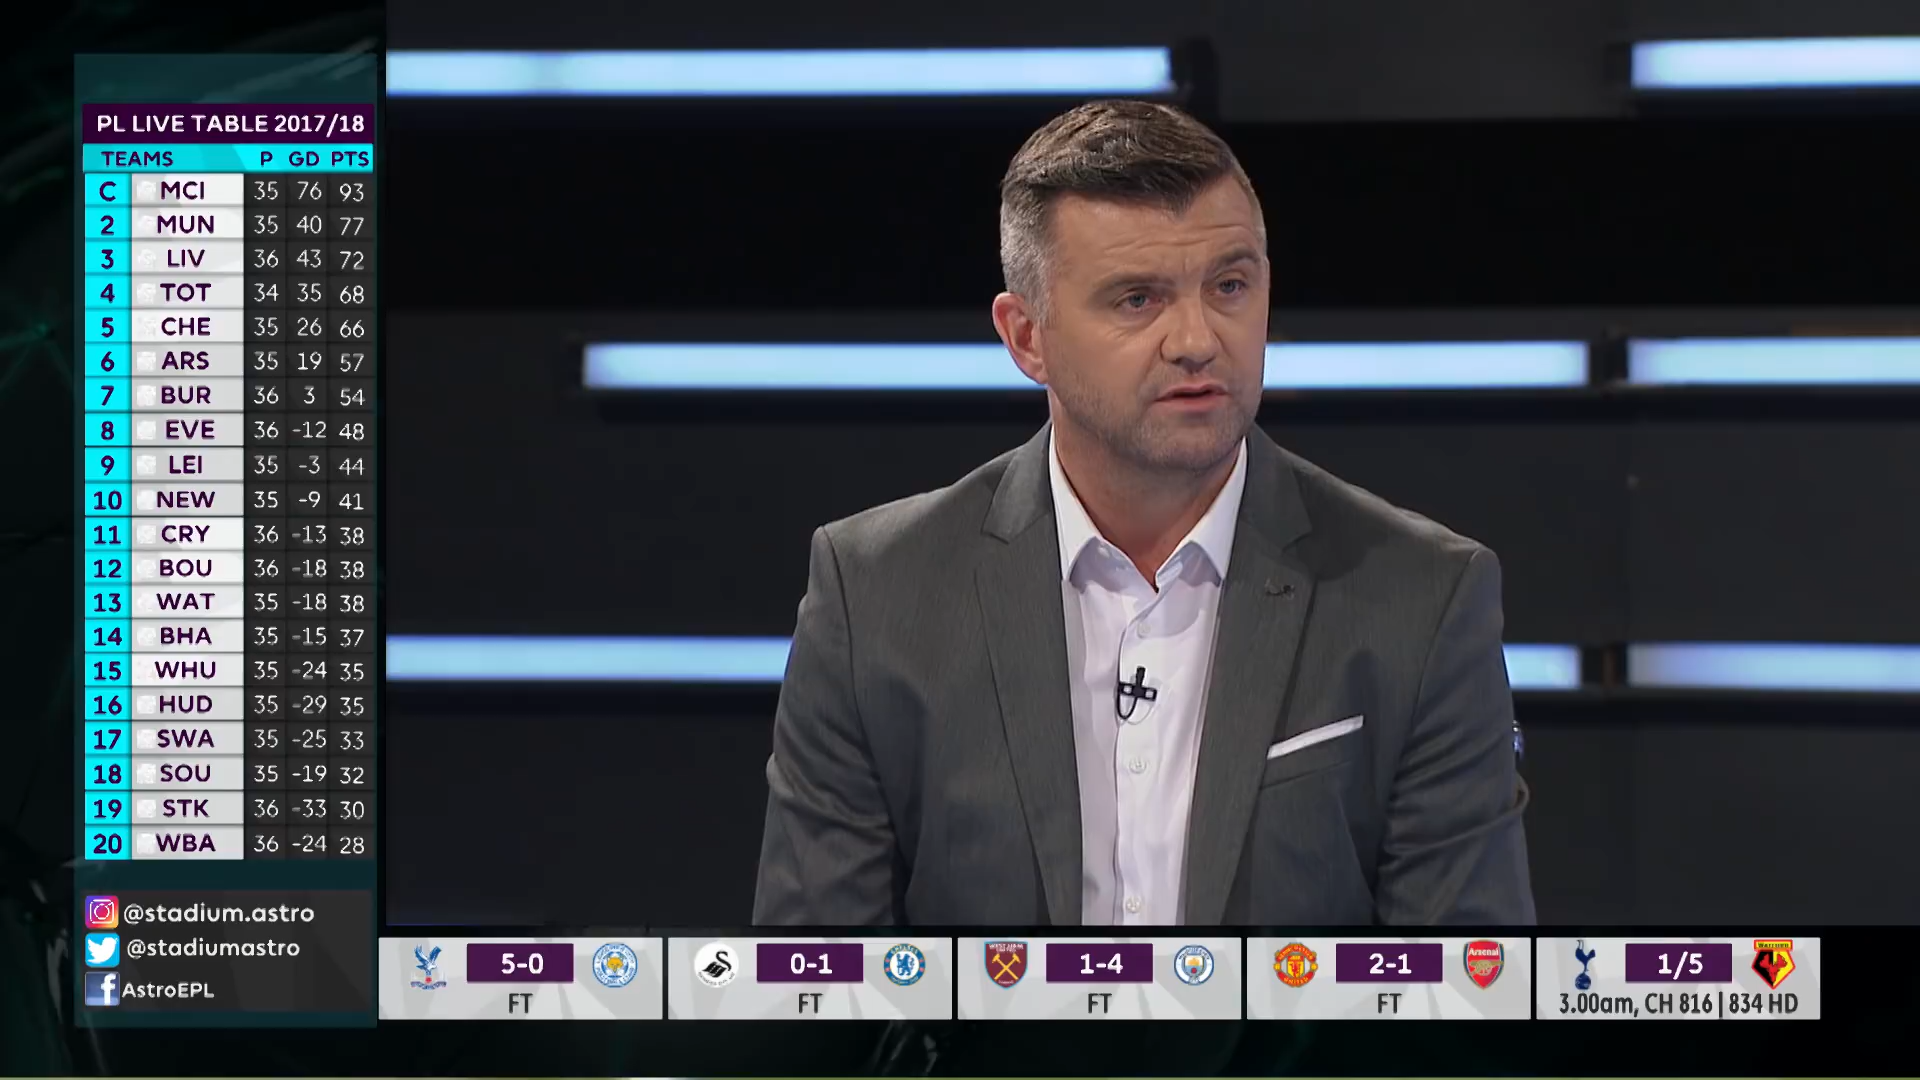 PL LIVE TABLE 2017/18
TEAMS P GD PTS
C MCI 35 76 93
2 MUN 35 40 77
3 LIV 36 43 72
4 TOT 34 35 68
5 CHE 35 26 66
6 ARS 35 19 57
7 BUR 36 3 54
8 EVE 36 -12 48
9 LEI 35 -3 44
10 NEW 35 -9 41
11 CRY 36 -13 38
12 BOU 36 -18 38
13 WAT 35 -18 38
14 BHA 35 -15 37
15 WHU 35 -24 35
16 HUD 35 -29 35
17 SWA 35 -25 33
18 SOU 35 -19 32
19 STK 36 -33 30
20 WBA 36 -24 28
@stadium.astro
@stadiumastro
AstroEPL
5-0
FT
0-1
FT
1-4
FT
2-1
Arsenal
FT
1/5
3.00am, CH 816 | 834 HD